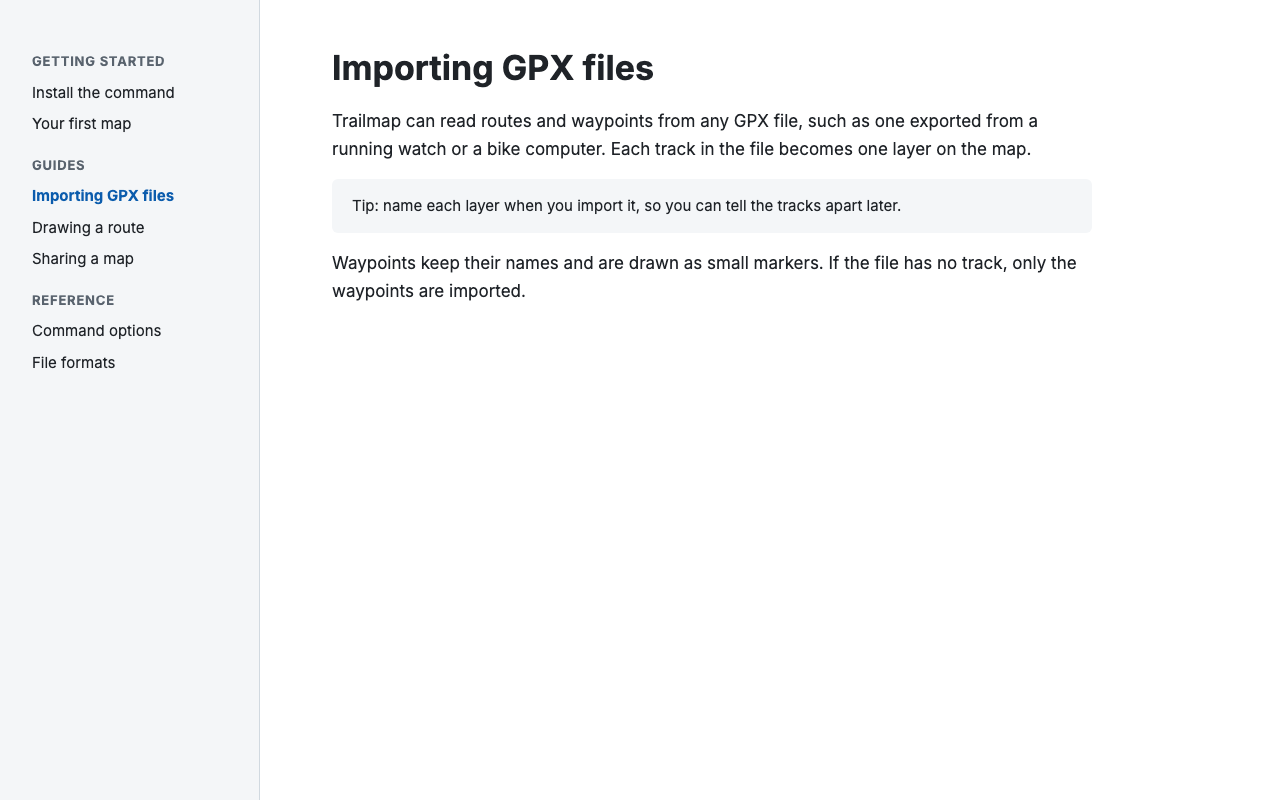 GETTING STARTED
Install the command
Your first map
GUIDES
Importing GPX files
Drawing a route
Sharing a map
REFERENCE
Command options
File formats
Importing GPX files
Trailmap can read routes and waypoints from any GPX file, such as one exported from a
running watch or a bike computer. Each track in the file becomes one layer on the map.
Tip: name each layer when you import it, so you can tell the tracks apart later.
Waypoints keep their names and are drawn as small markers. If the file has no track, only the
waypoints are imported.